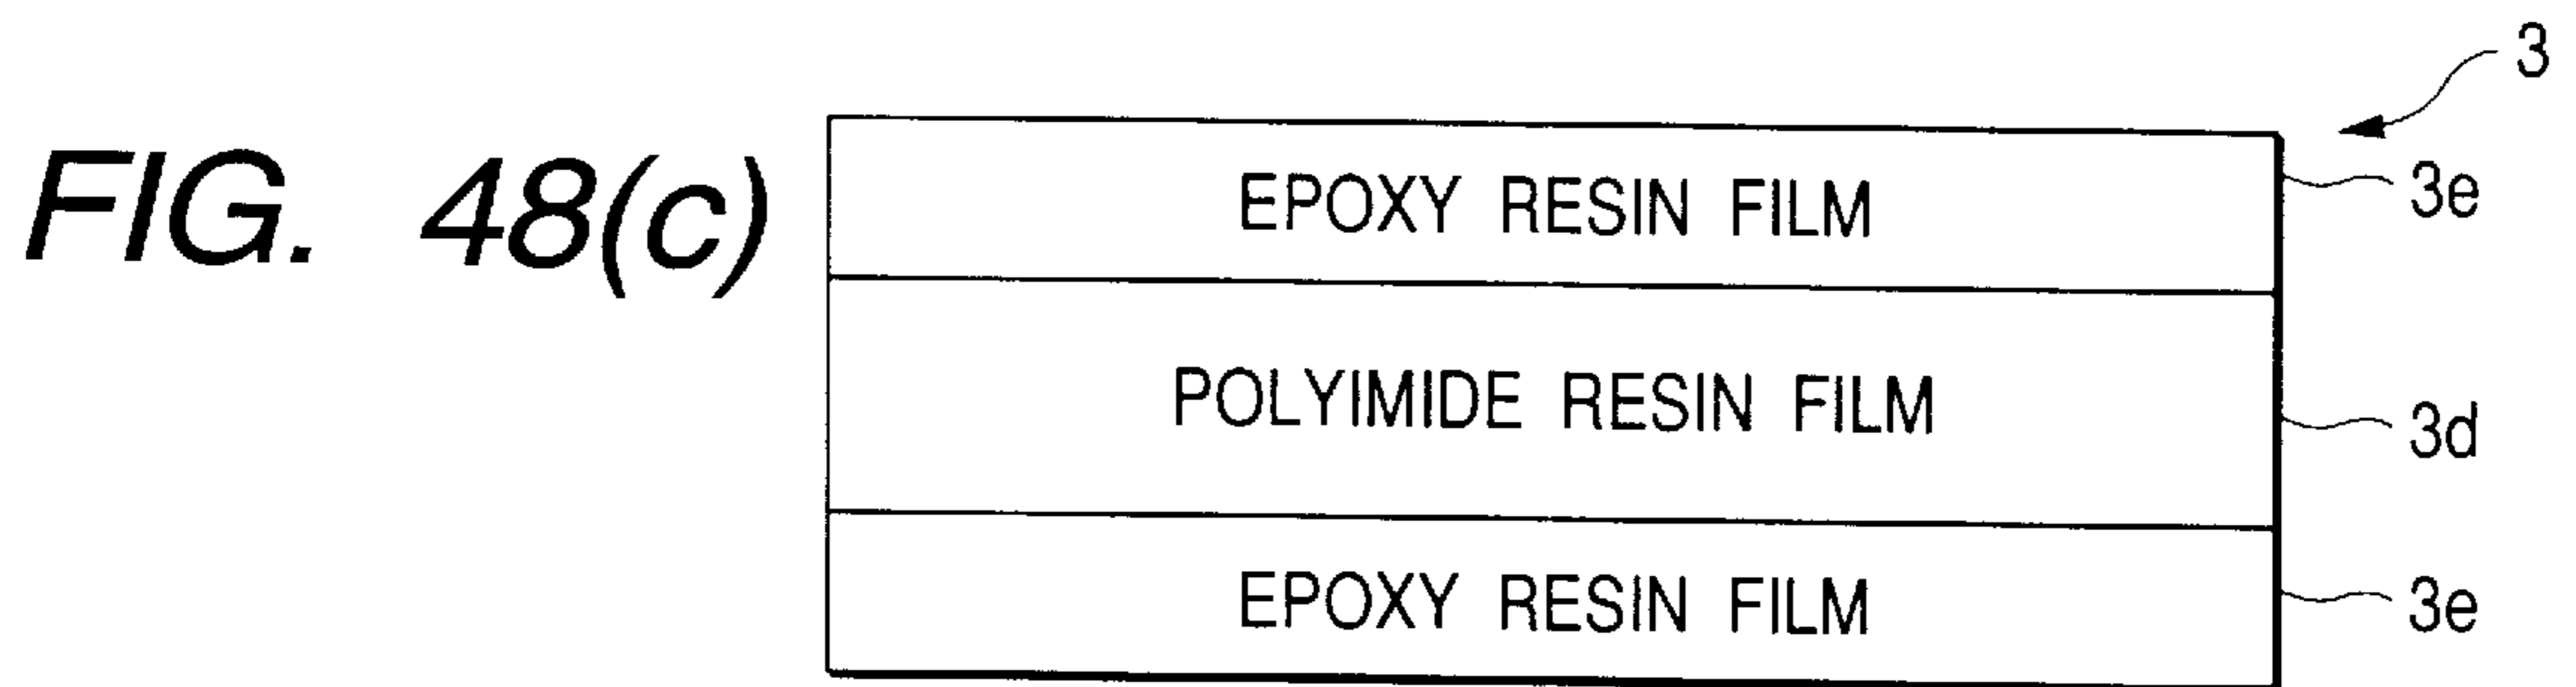 3
FIG. 48(c)
EPOXY RESIN FILM 3e
POLYIMIDE RESIN FILM 3d
EPOXY RESIN FILM 3e